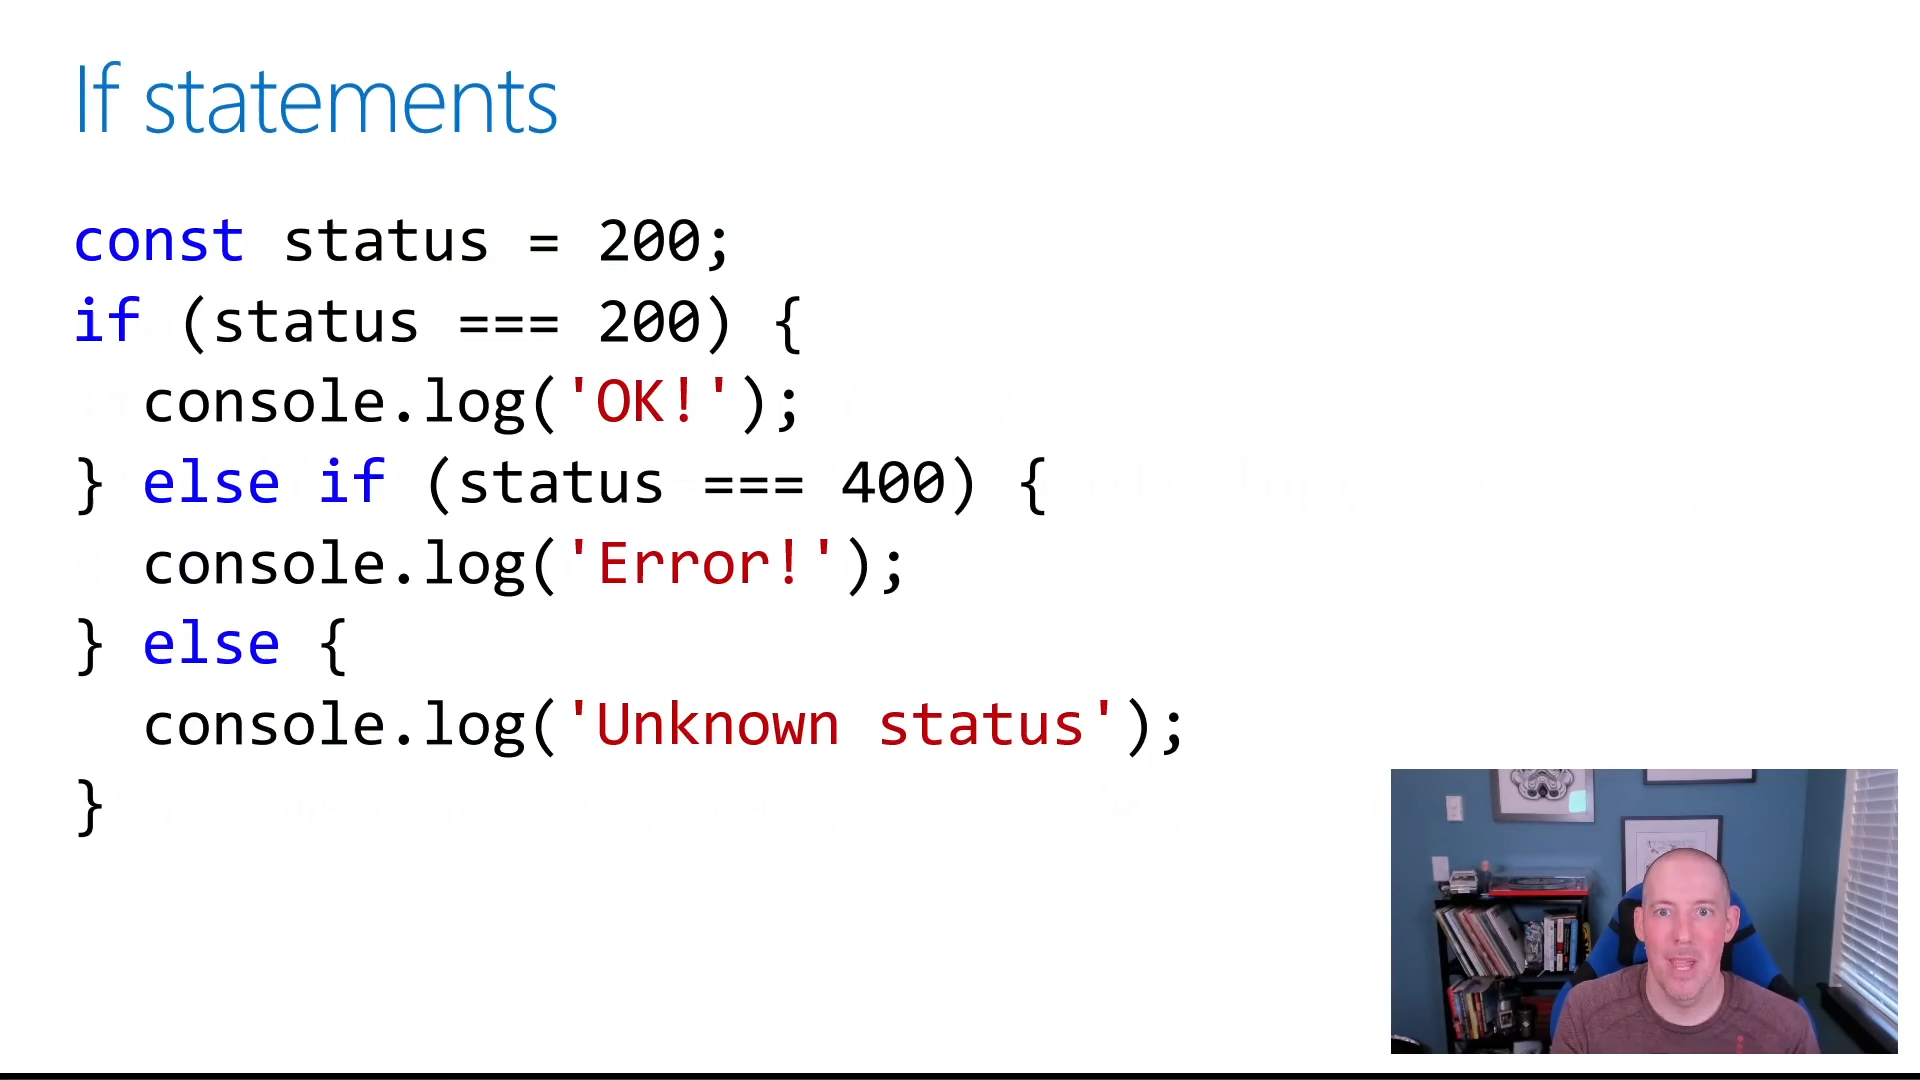 If statements
const status = 200;
if (status === 200) {
  console.log('OK!');
} else if (status === 400) {
  console.log('Error!');
} else {
  console.log('Unknown status');
}